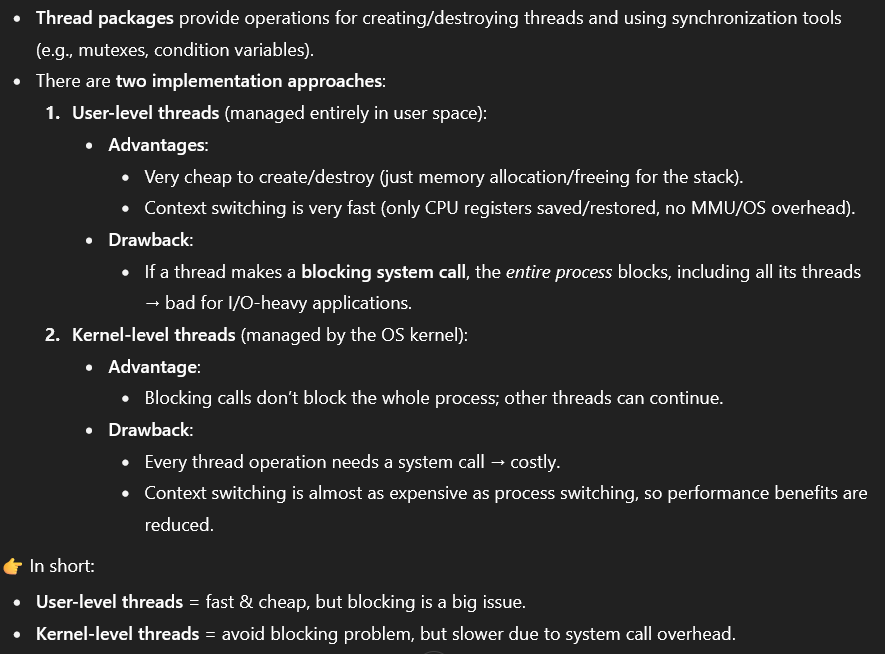 • Thread packages provide operations for creating/destroying threads and using synchronization tools
(e.g., mutexes, condition variables).
• There are two implementation approaches:
1. User-level threads (managed entirely in user space):
• Advantages:
• Very cheap to create/destroy (just memory allocation/freeing for the stack).
• Context switching is very fast (only CPU registers saved/restored, no MMU/OS overhead).
• Drawback:
• If a thread makes a blocking system call, the entire process blocks, including all its threads
→ bad for I/O-heavy applications.
2. Kernel-level threads (managed by the OS kernel):
• Advantage:
• Blocking calls don’t block the whole process; other threads can continue.
• Drawback:
• Every thread operation needs a system call → costly.
• Context switching is almost as expensive as process switching, so performance benefits are
reduced.
👉 In short:
• User-level threads = fast & cheap, but blocking is a big issue.
• Kernel-level threads = avoid blocking problem, but slower due to system call overhead.